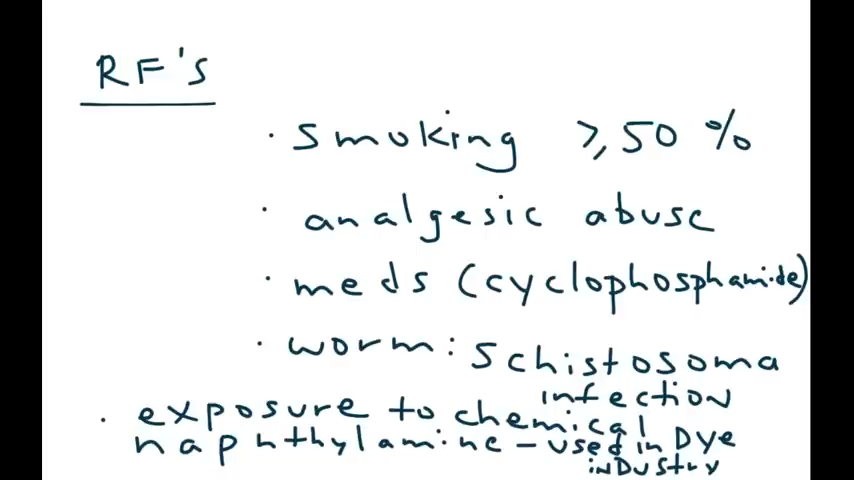 RF's
· smoking ⩾50 %
· analgesic abuse
· meds (cyclophosphamide)
· worm: schistosoma
infection
· exposure to chemical
naphthylamine - used in Dye
inDustry